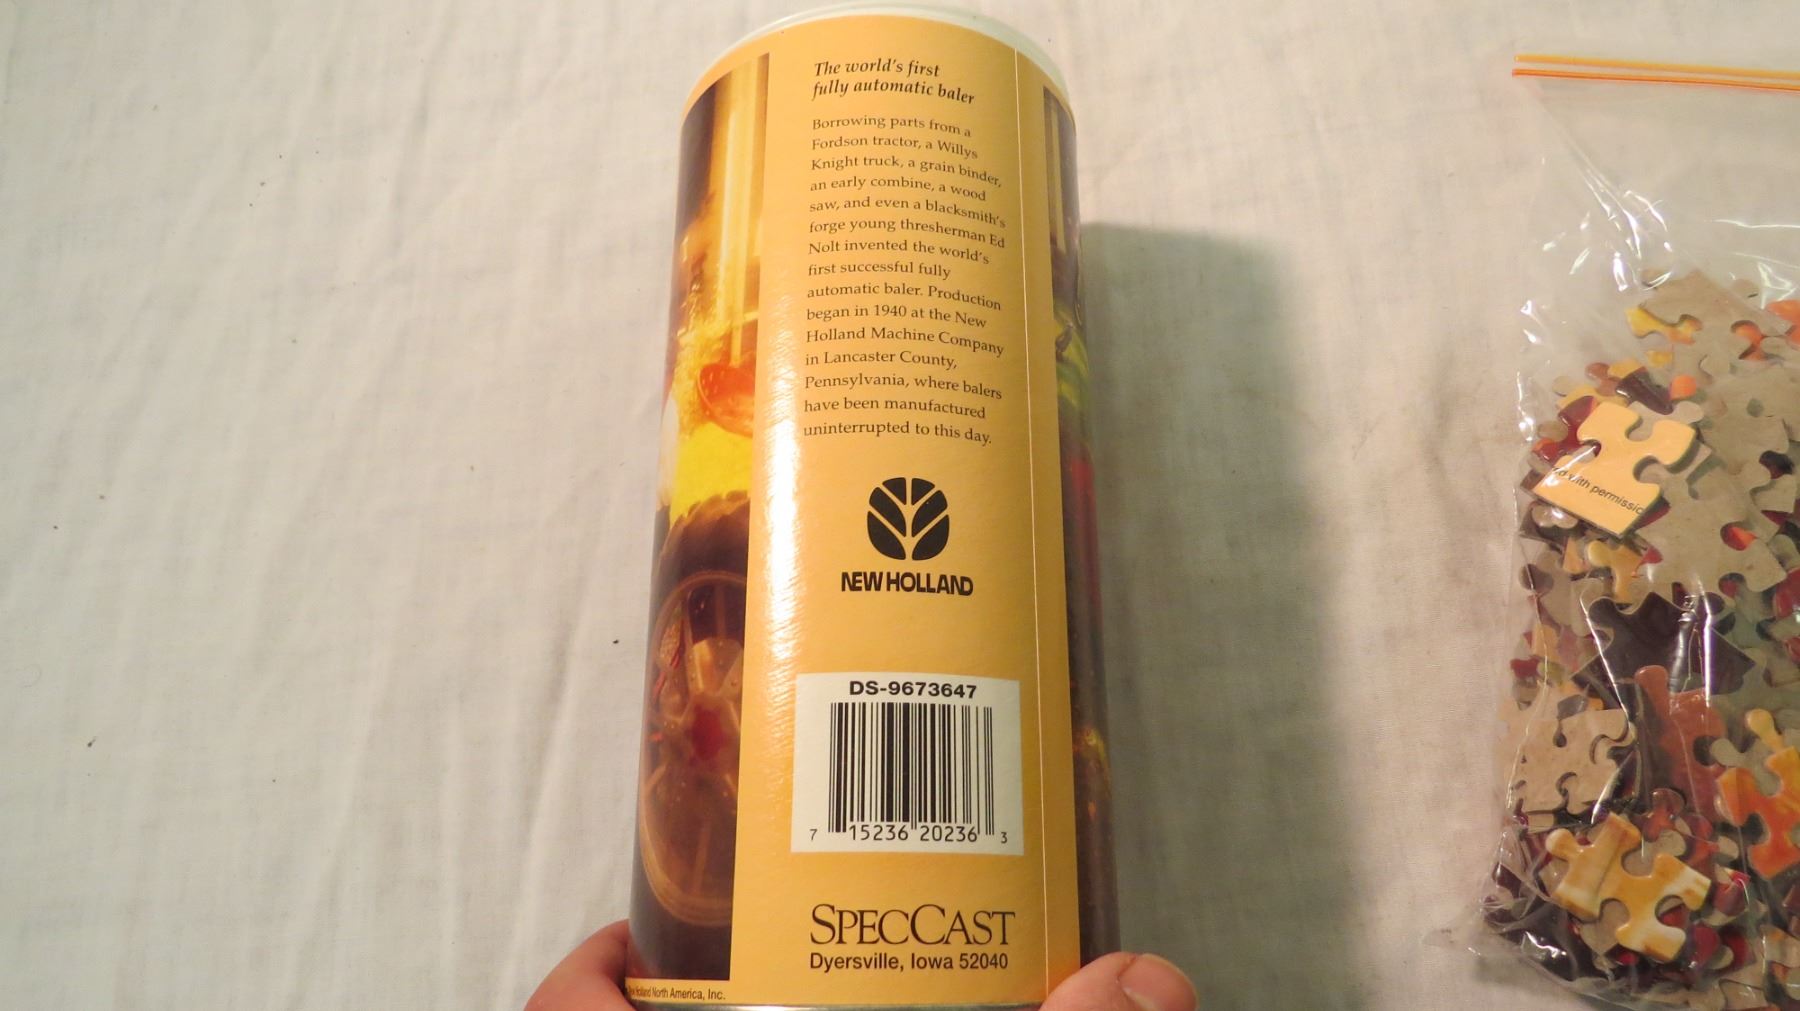 The world's first
fully automatic baler
Borrowing parts from a
Fordson tractor, a Willys
Knight truck, a grain binder,
an early combine, a wood
saw, and even a blacksmith's
forge young thresherman Ed
Nolt invented the world's
first successful fully
automatic baler. Production
began in 1940 at the New
Holland Machine Company
in Lancaster County,
Pennsylvania, where balers
have been manufactured
uninterrupted to this day.
NEW HOLLAND
DS-9673647
7 15236 20236 3
SPECCAST
Dyersville, Iowa 52040
Holland North America, Inc.
with